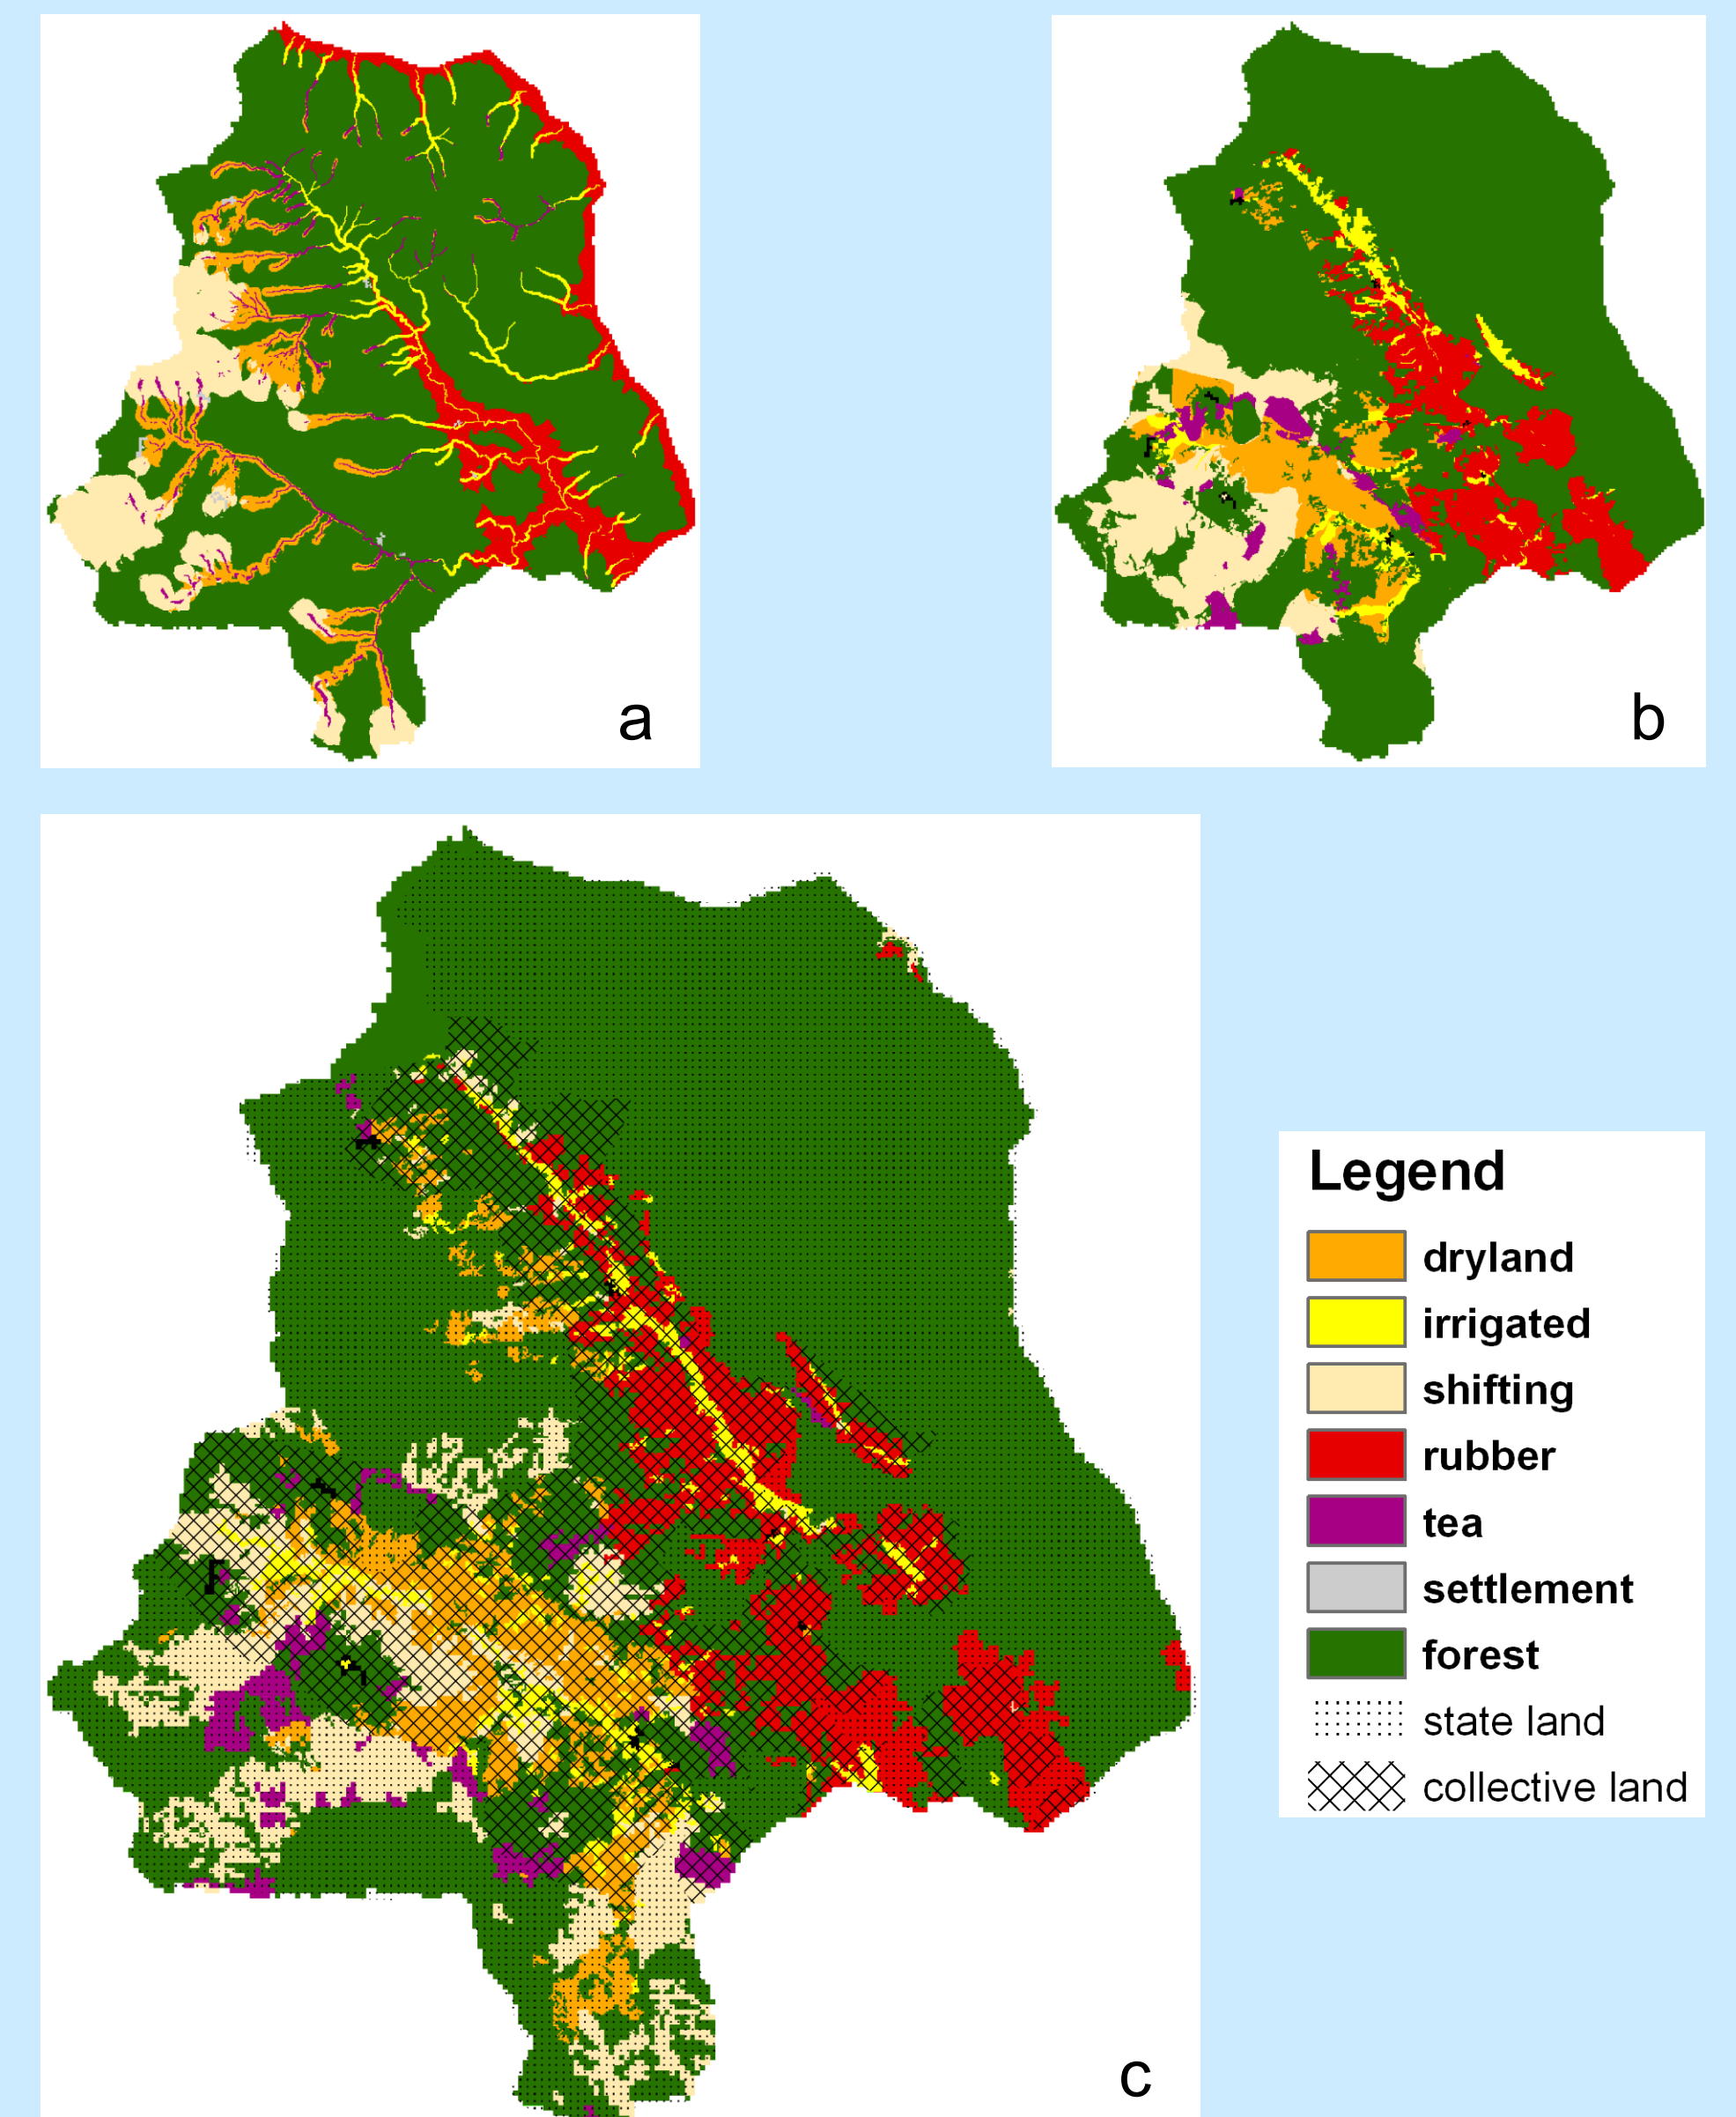 a
b
c
Legend
dryland
irrigated
shifting
rubber
tea
settlement
forest
state land
collective land